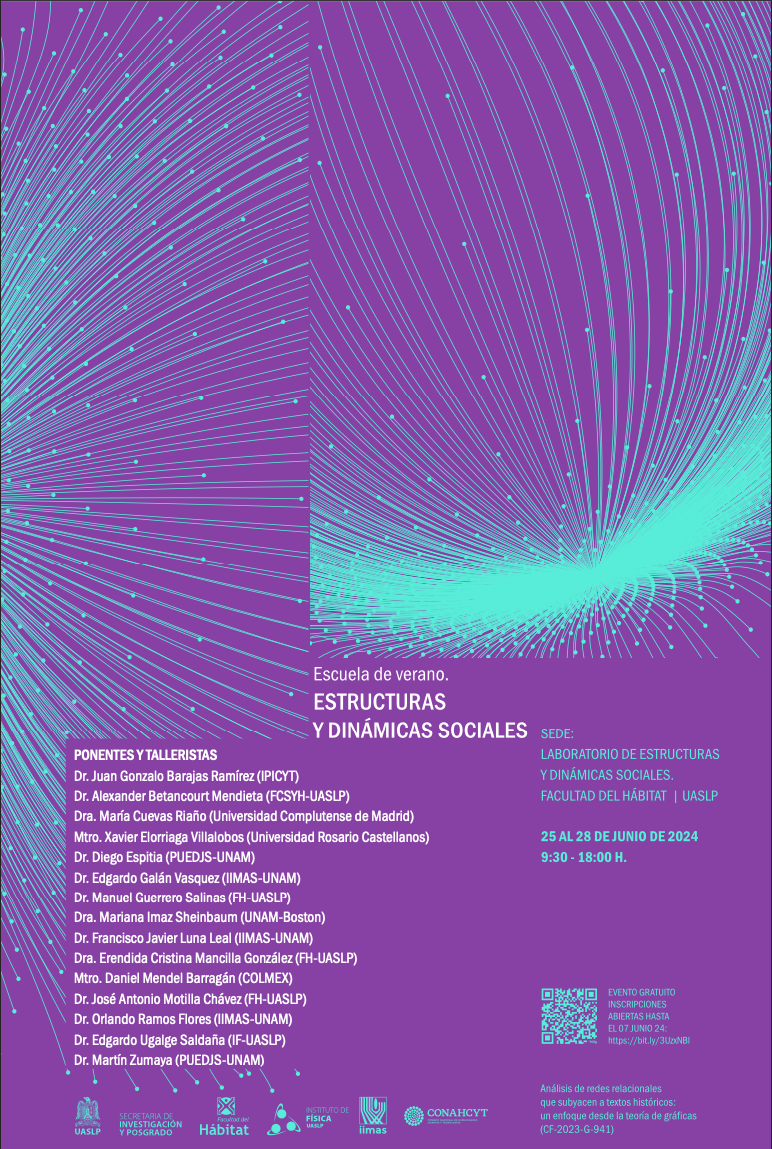 Escuela de verano.
ESTRUCTURAS
Y DINÁMICAS SOCIALES
SEDE:
LABORATORIO DE ESTRUCTURAS
Y DINÁMICAS SOCIALES.
FACULTAD DEL HÁBITAT | UASLP
25 AL 28 DE JUNIO DE 2024
9:30 - 18:00 H.
PONENTES Y TALLERISTAS
Dr. Juan Gonzalo Barajas Ramírez (IPICYT)
Dr. Alexander Betancourt Mendieta (FCSYH-UASLP)
Dra. María Cuevas Riaño (Universidad Complutense de Madrid)
Mtro. Xavier Elorriaga Villalobos (Universidad Rosario Castellanos)
Dr. Diego Espitia (PUEDJS-UNAM)
Dr. Edgardo Galán Vasquez (IIMAS-UNAM)
Dr. Manuel Guerrero Salinas (FH-UASLP)
Dra. Mariana Imaz Sheinbaum (UNAM-Boston)
Dr. Francisco Javier Luna Leal (IIMAS-UNAM)
Dra. Erendida Cristina Mancilla González (FH-UASLP)
Mtro. Daniel Mendel Barragán (COLMEX)
Dr. José Antonio Motilla Chávez (FH-UASLP)
Dr. Orlando Ramos Flores (IIMAS-UNAM)
Dr. Edgardo Ugalge Saldaña (IF-UASLP)
Dr. Martín Zumaya (PUEDJS-UNAM)
EVENTO GRATUITO
INSCRIPCIONES
ABIERTAS HASTA
EL 07 JUNIO 24:
https://bit.ly/3UzxNBl
UASLP
SECRETARIA DE
INVESTIGACIÓN
Y POSGRADO
Facultad del
Hábitat
INSTITUTO DE
FÍSICA
UASLP
iimas
CONAHCYT
Análisis de redes relacionales
que subyacen a textos históricos:
un enfoque desde la teoría de gráficas
(CF-2023-G-941)